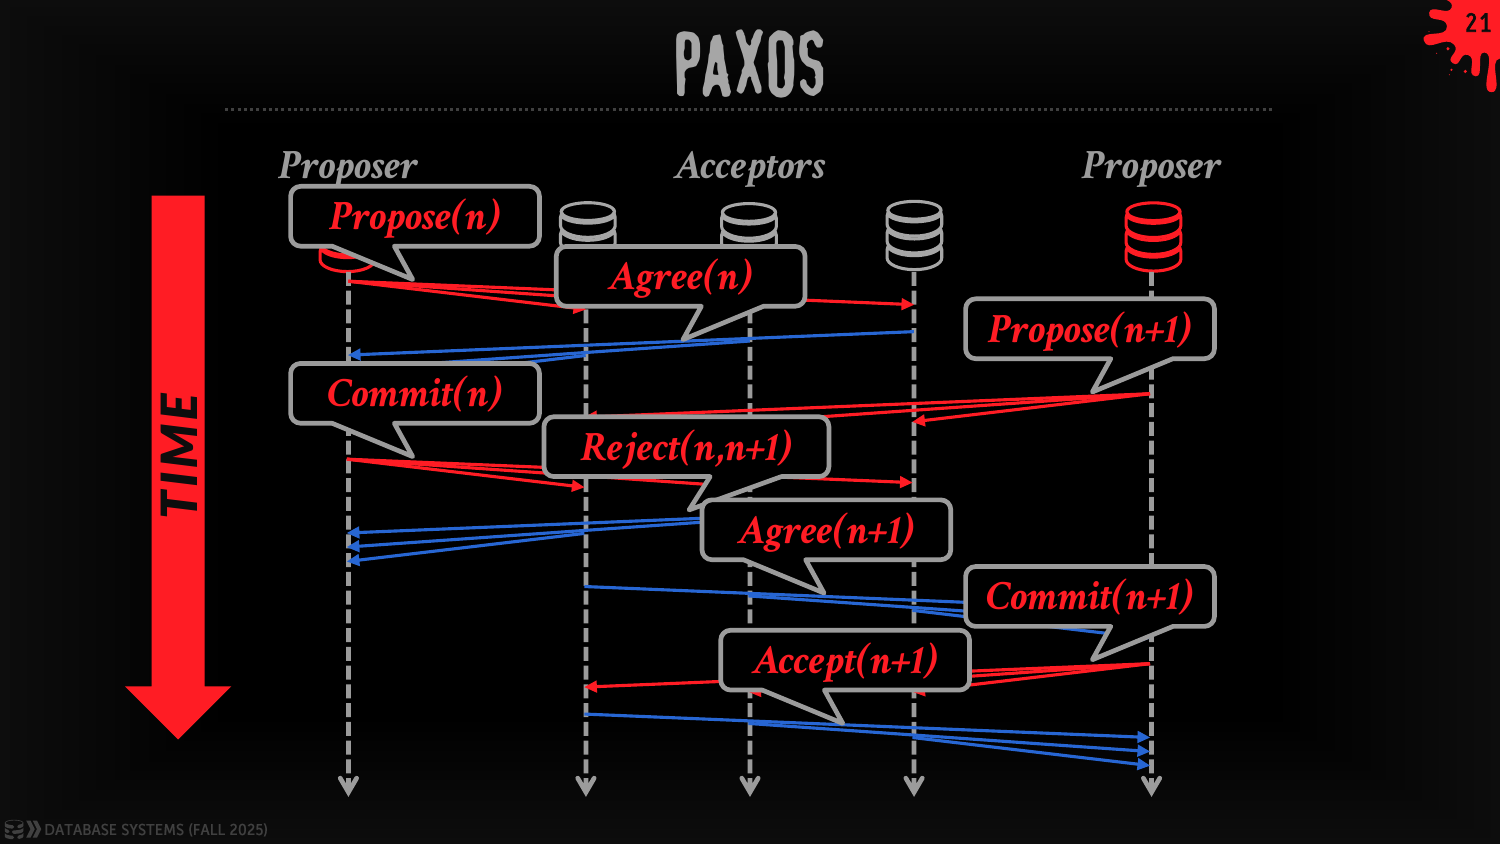 21
PAXOS
Proposer
Acceptors
Proposer
Propose(n)
Agree(n)
Propose(n+1)
Commit(n)
Reject(n,n+1)
Agree(n+1)
Commit(n+1)
Accept(n+1)
TIME
DATABASE SYSTEMS (FALL 2025)